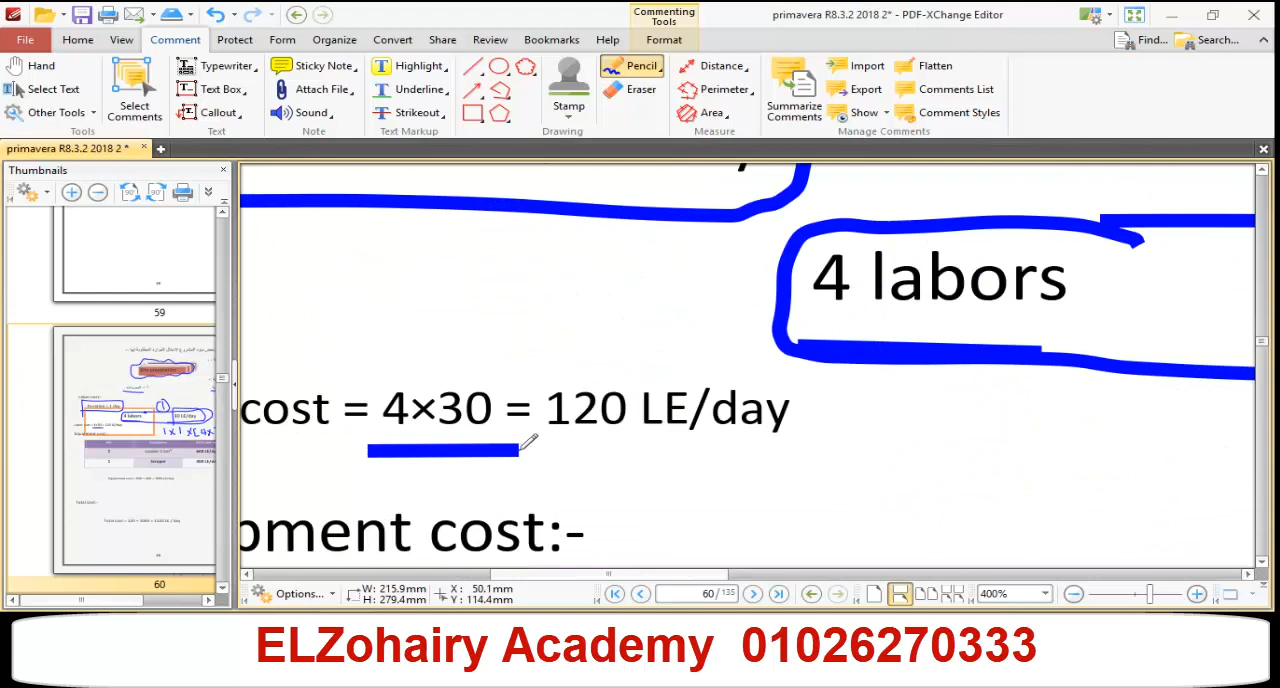 Commenting Tools
primavera R8.3.2 2018 2* - PDF-XChange Editor
File Home View Comment Protect Form Organize Convert Share Review Bookmarks Help Format Find... Search...
Hand
Select Text
Other Tools
Tools
Select Comments
Typewriter
Text Box
Callout
Text
Sticky Note
Attach File
Sound
Note
Highlight
Underline
Strikeout
Text Markup
Drawing
Stamp
Pencil
Eraser
Distance
Perimeter
Area
Measure
Summarize Comments
Import
Export
Show
Flatten
Comments List
Comment Styles
Manage Comments
primavera R8.3.2 2018 2 *
Thumbnails
59
60
4 labors
cost = 4×30 = 120 LE/day
pment cost:-
Options...
W: 215.9mm
H: 279.4mm
X: 50.1mm
Y: 114.4mm
60 / 135
400%
ELZohairy Academy 01026270333